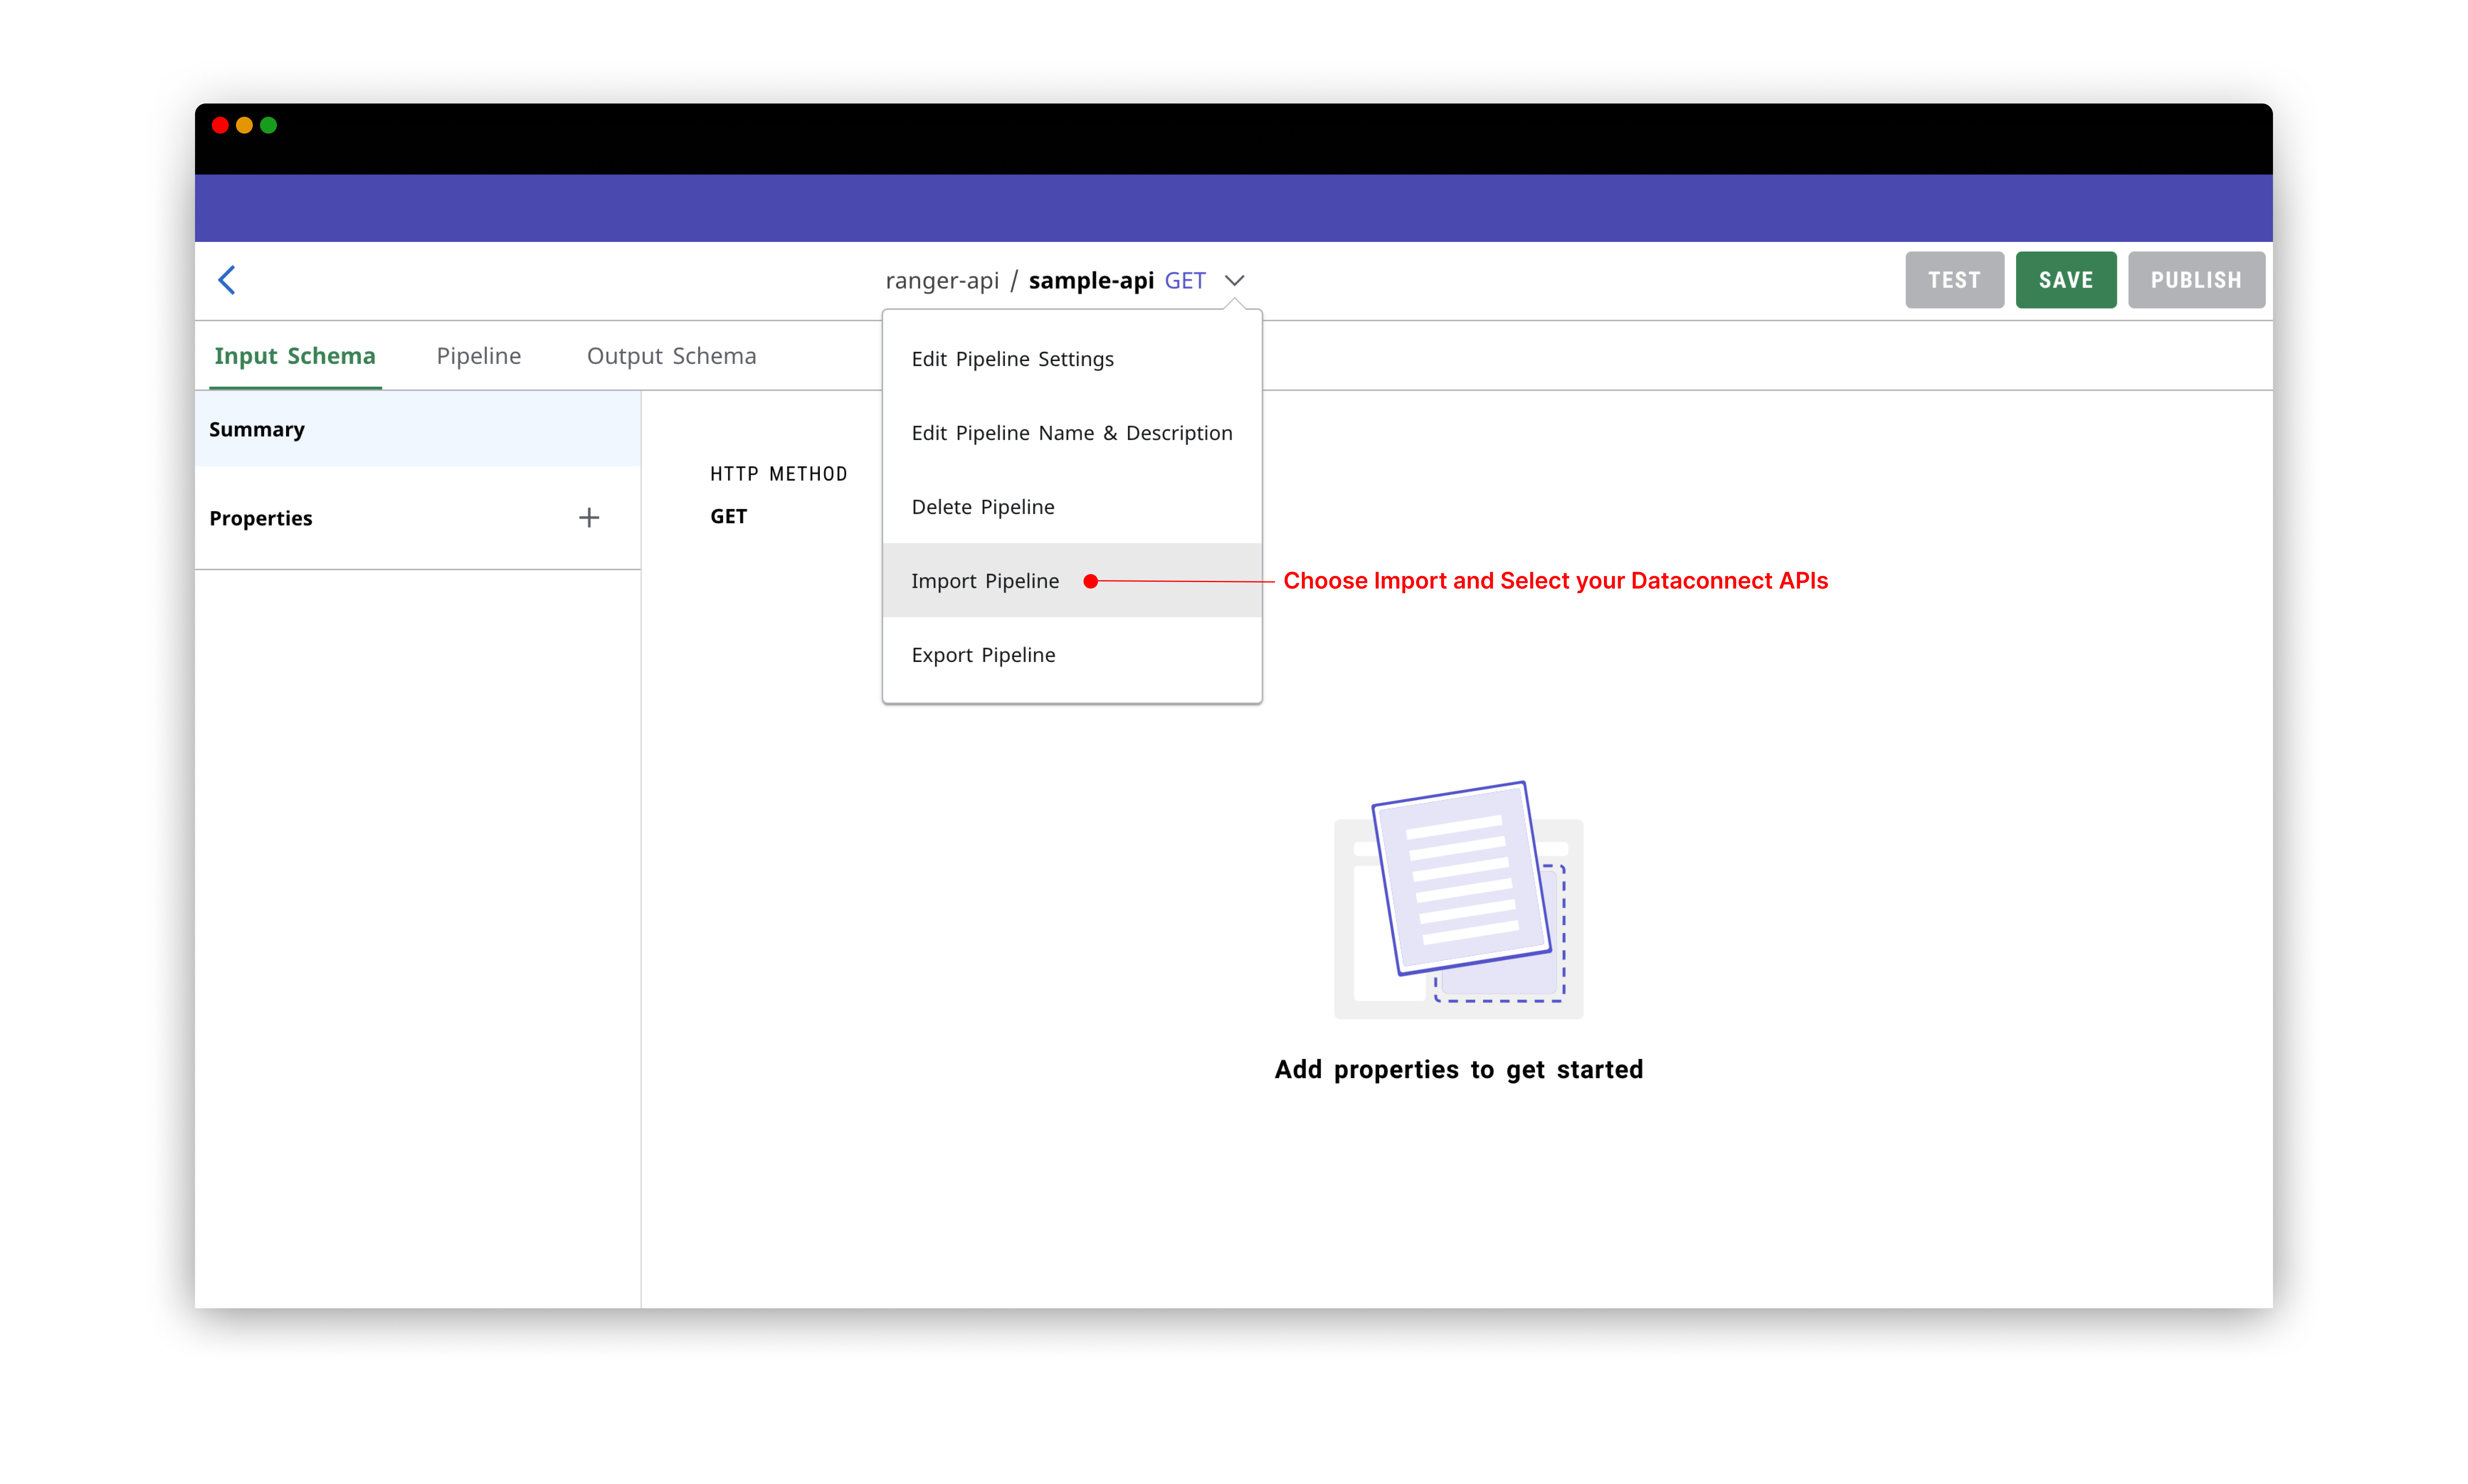 ranger-api / sample-api GET
TEST
SAVE
PUBLISH
Input Schema
Pipeline
Output Schema
Edit Pipeline Settings
Edit Pipeline Name & Description
Delete Pipeline
Import Pipeline
Export Pipeline
Choose Import and Select your Dataconnect APIs
Summary
Properties
HTTP METHOD
GET
Add properties to get started